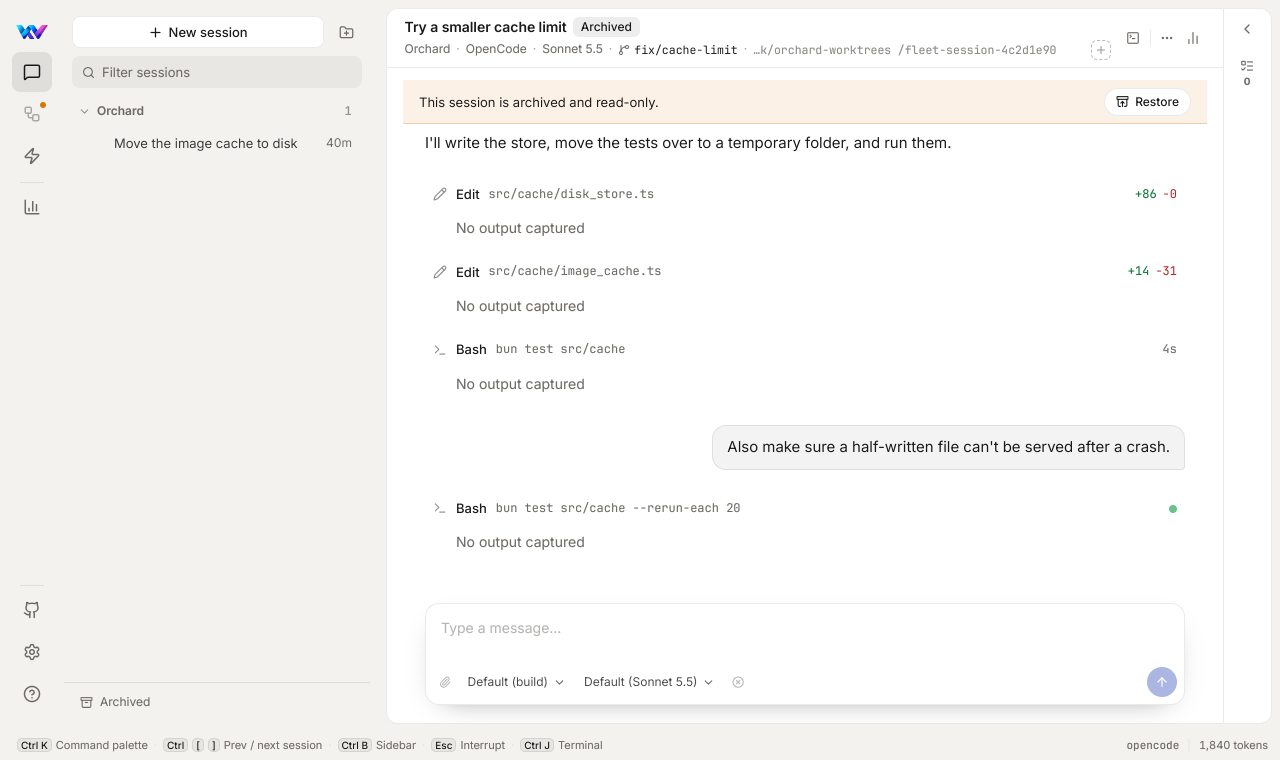 New session
Filter sessions
Orchard 1
Move the image cache to disk 40m
Archived
Try a smaller cache limit Archived
Orchard · OpenCode · Sonnet 5.5 · fix/cache-limit · …k/orchard-worktrees /fleet-session-4c2d1e90
0
This session is archived and read-only. Restore
I'll write the store, move the tests over to a temporary folder, and run them.
Edit src/cache/disk_store.ts +86 -0
No output captured
Edit src/cache/image_cache.ts +14 -31
No output captured
Bash bun test src/cache 4s
No output captured
Also make sure a half-written file can't be served after a crash.
Bash bun test src/cache --rerun-each 20
No output captured
Type a message…
Default (build) Default (Sonnet 5.5)
Ctrl K Command palette · Ctrl [ ] Prev / next session · Ctrl B Sidebar · Esc Interrupt · Ctrl J Terminal opencode 1,840 tokens